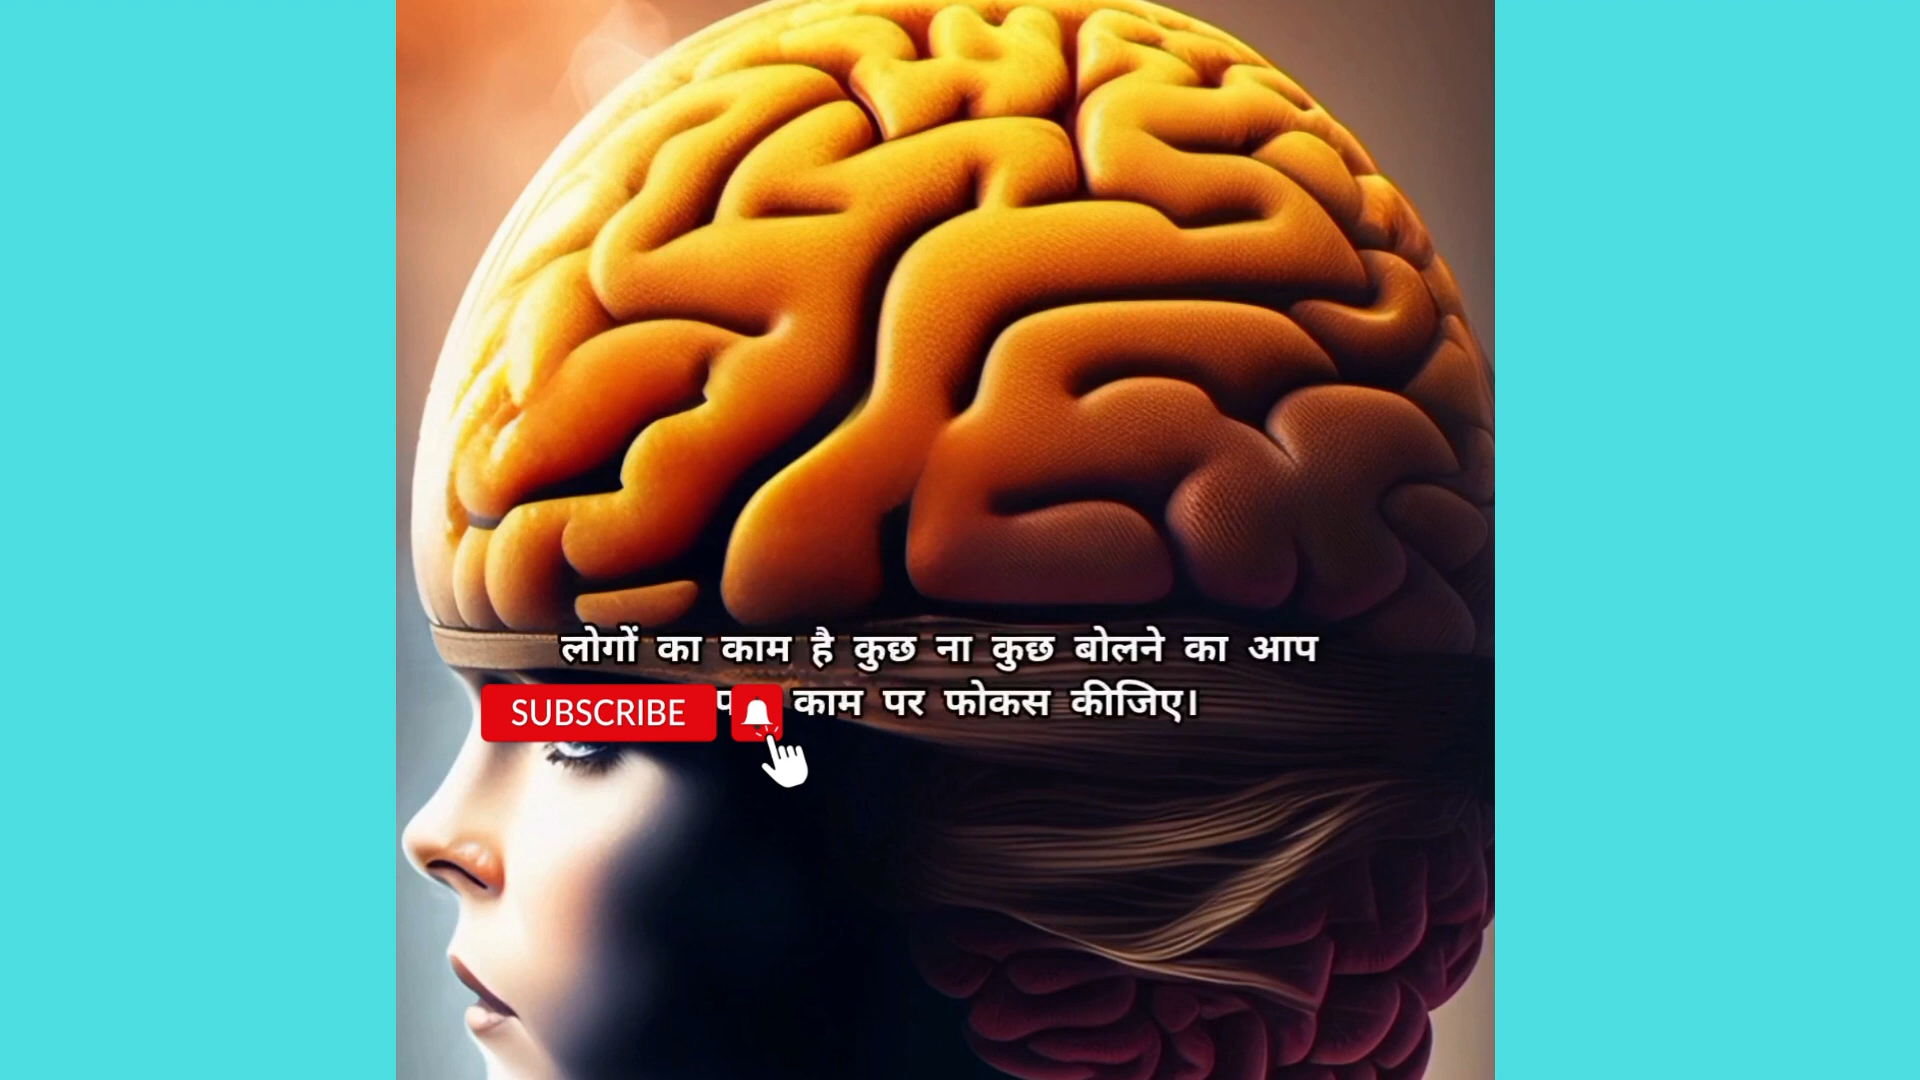 लोगों का काम है कुछ ना कुछ बोलने का आप
काम पर फोकस कीजिए।
SUBSCRIBE